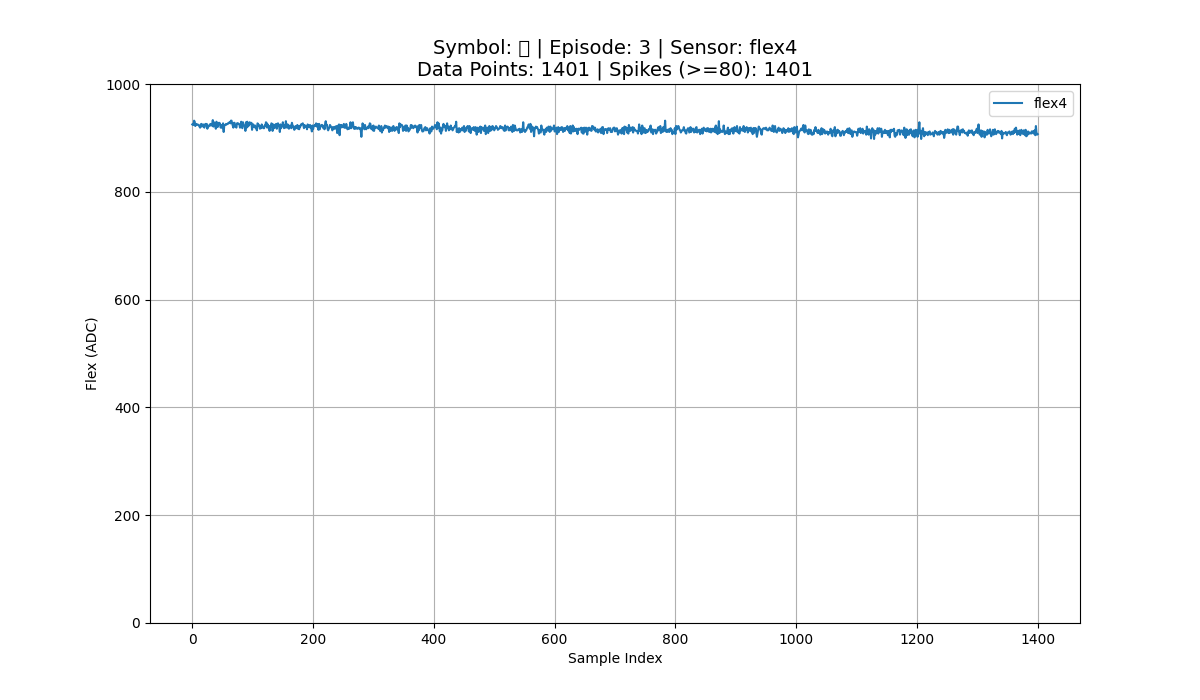 Symbol: | Episode: 3 | Sensor: flex4
Data Points: 1401 | Spikes (>=80): 1401
1000
800
600
400
200
0
Flex (ADC)
flex4
0 200 400 600 800 1000 1200 1400
Sample Index